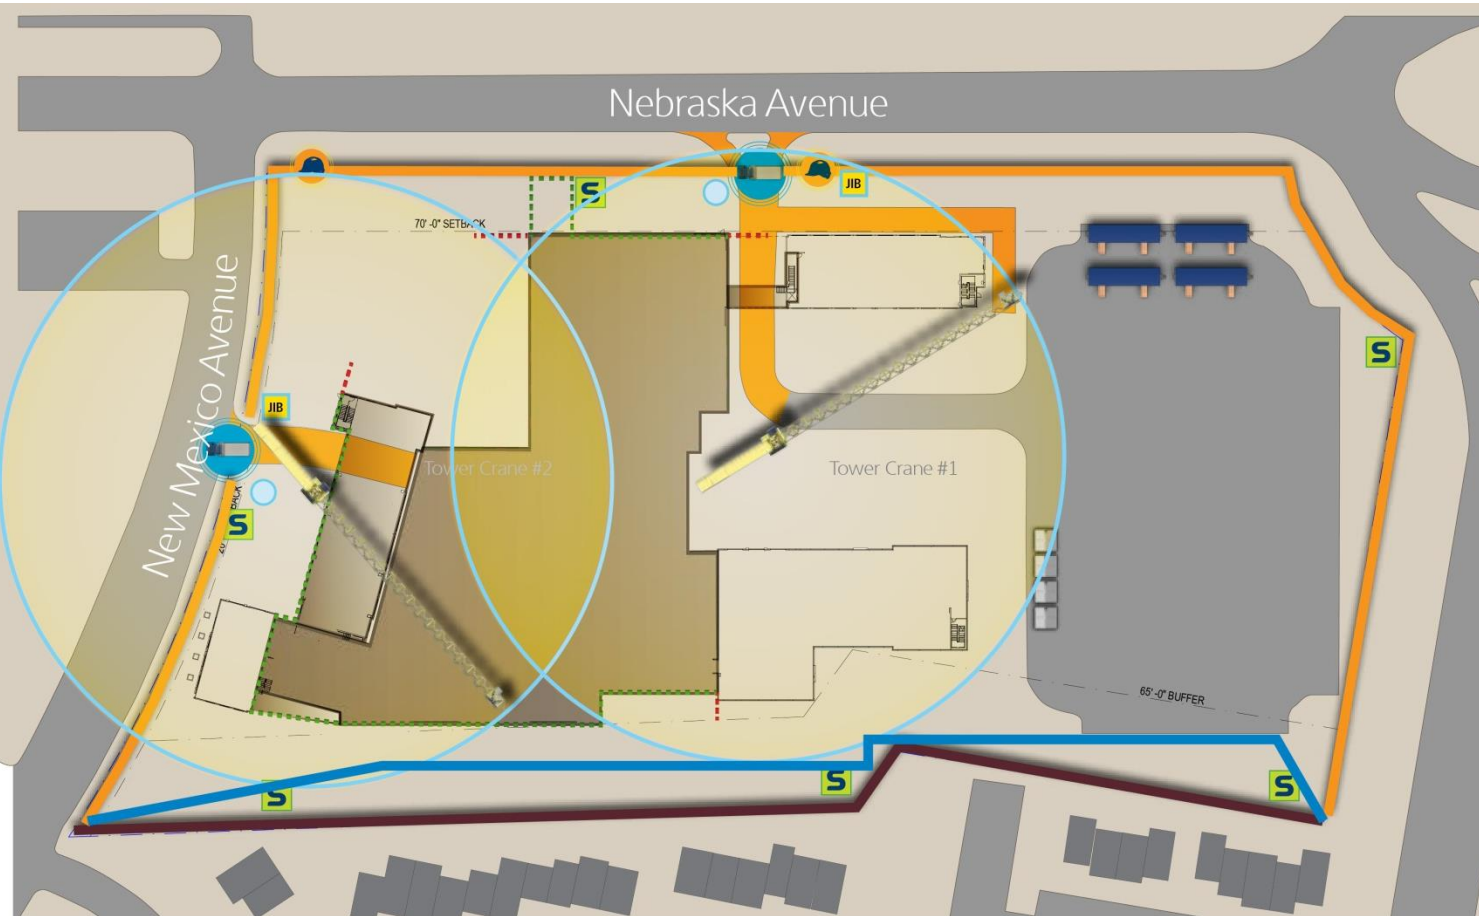 Nebraska Avenue
JIB
S
70'-0" SETBACK
New Mexico Avenue
S
JIB
Tower Crane #2
Tower Crane #1
S
BACK
65'-0" BUFFER
S
S
S